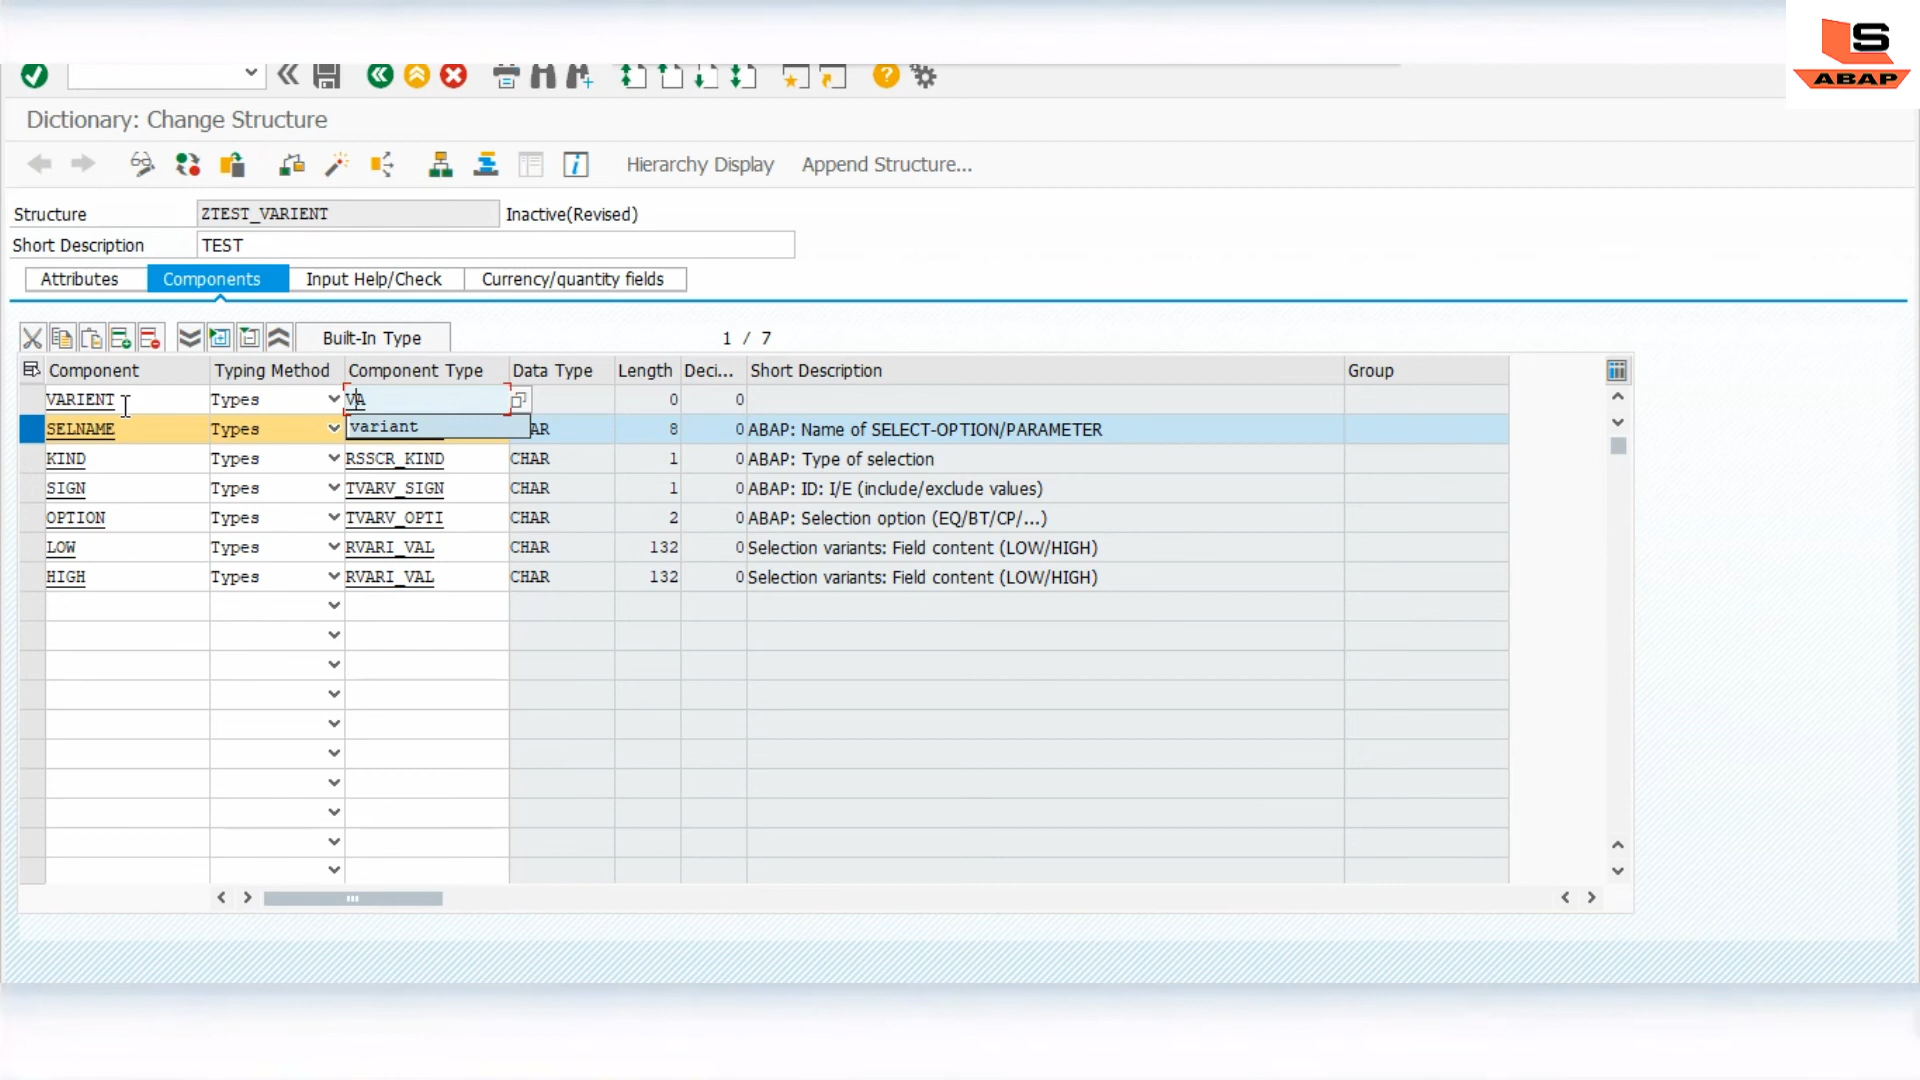 S
ABAP
Dictionary: Change Structure
Hierarchy Display Append Structure...
Structure ZTEST_VARIENT Inactive(Revised)
Short Description TEST
Attributes Components Input Help/Check Currency/quantity fields
Built-In Type 1 / 7
Component Typing Method Component Type Data Type Length Deci... Short Description Group
VARIENT Types VA 0 0
variant
SELNAME Types AR 8 0 ABAP: Name of SELECT-OPTION/PARAMETER
KIND Types RSSCR_KIND CHAR 1 0 ABAP: Type of selection
SIGN Types TVARV_SIGN CHAR 1 0 ABAP: ID: I/E (include/exclude values)
OPTION Types TVARV_OPTI CHAR 2 0 ABAP: Selection option (EQ/BT/CP/...)
LOW Types RVARI_VAL CHAR 132 0 Selection variants: Field content (LOW/HIGH)
HIGH Types RVARI_VAL CHAR 132 0 Selection variants: Field content (LOW/HIGH)